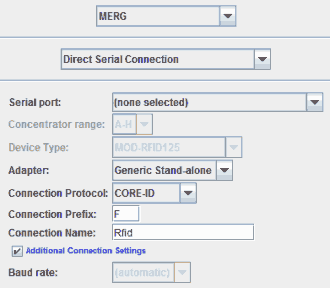 MERG
Direct Serial Connection
Serial port: (none selected)
Concentrator range: A-H
Device Type: MOD-RFID125
Adapter: Generic Stand-alone
Connection Protocol: CORE-ID
Connection Prefix: F
Connection Name: Rfid
Additional Connection Settings
Baud rate: (automatic)